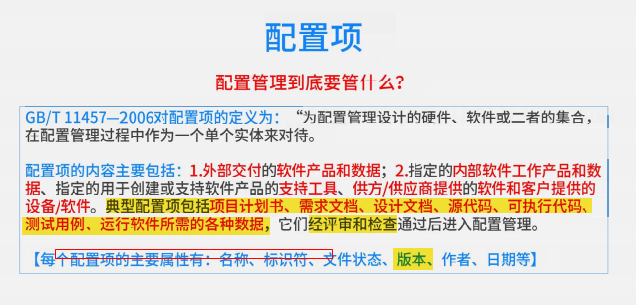 配置项
配置管理到底要管什么？
GB/T 11457—2006对配置项的定义为：“为配置管理设计的硬件、软件或二者的集合，
在配置管理过程中作为一个单个实体来对待。
配置项的内容主要包括：1.外部交付的软件产品和数据；2.指定的内部软件工作产品和数
据、指定的用于创建或支持软件产品的支持工具、供方/供应商提供的软件和客户提供的
设备/软件。典型配置项包括项目计划书、需求文档、设计文档、源代码、可执行代码、
测试用例、运行软件所需的各种数据，它们经评审和检查通过后进入配置管理。
【每个配置项的主要属性有：名称、标识符、文件状态、版本、作者、日期等】